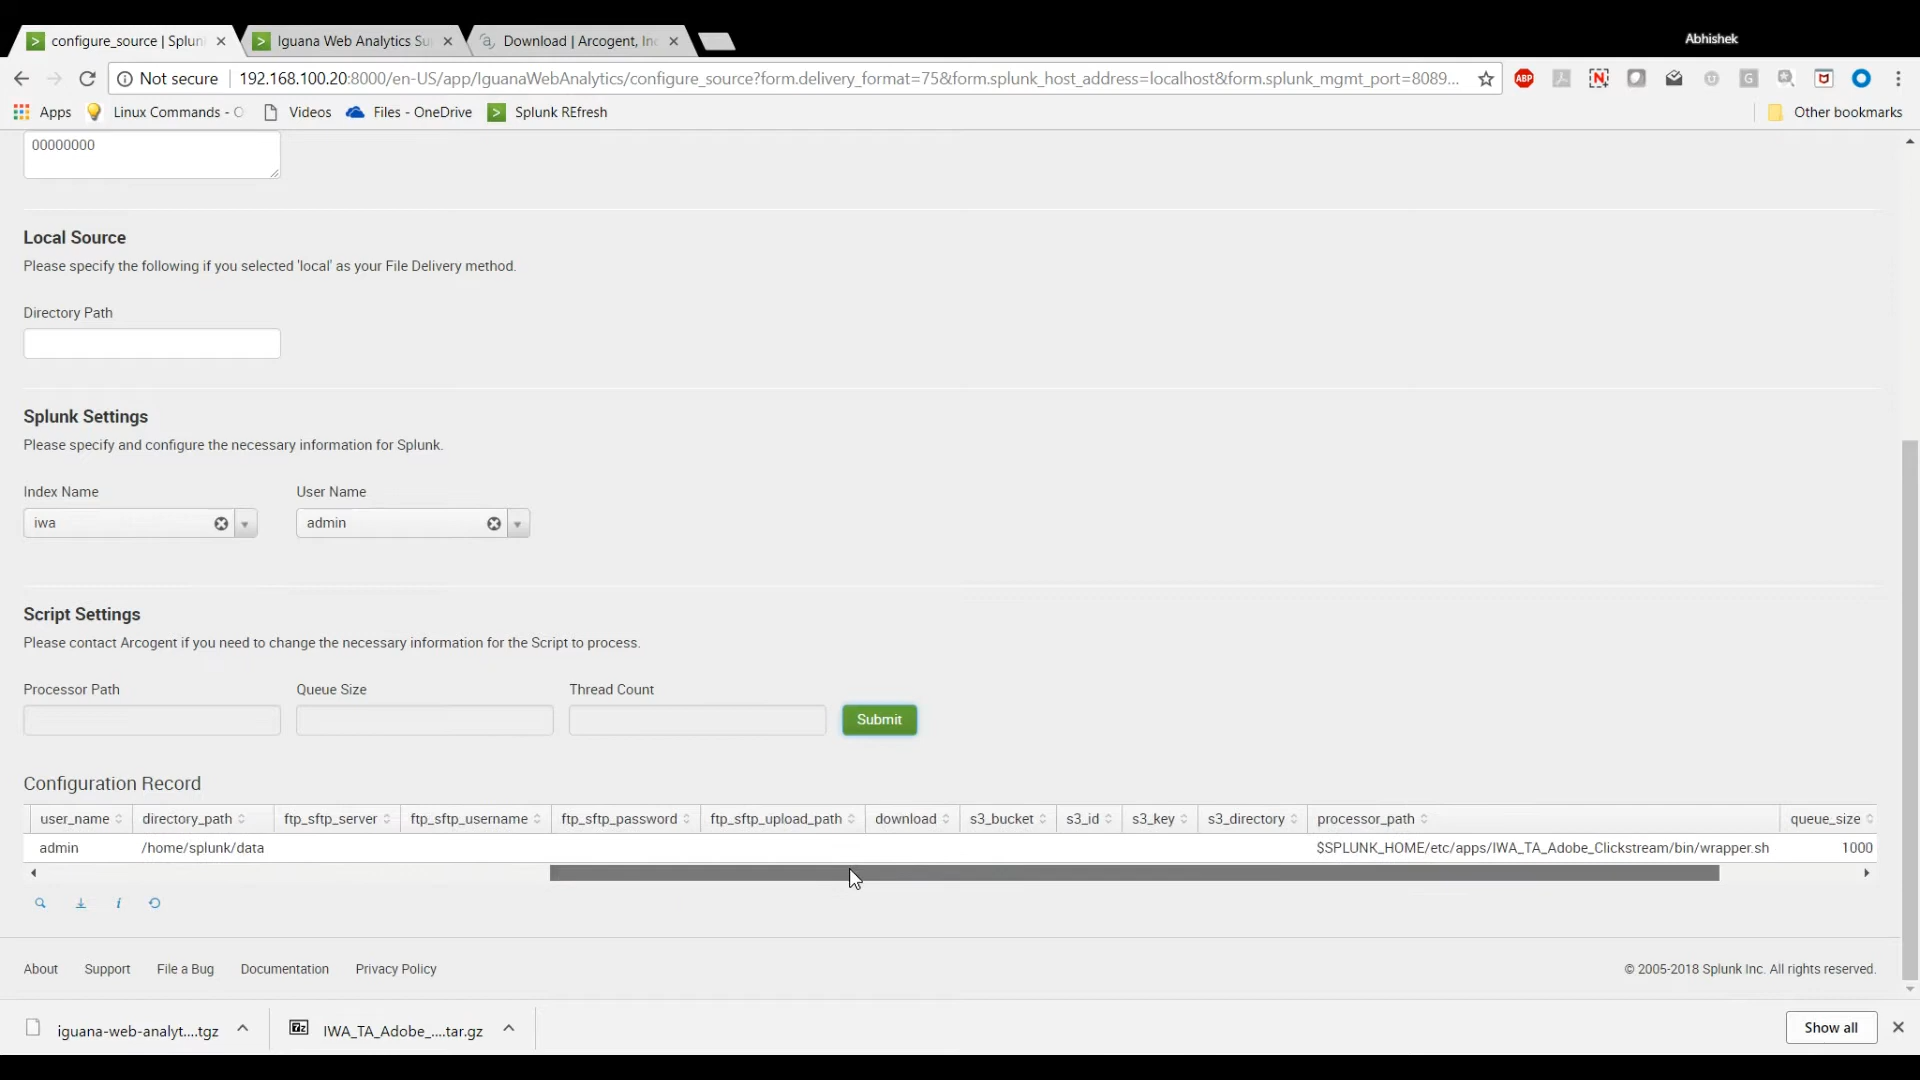 configure_source | Splun
Iguana Web Analytics Su
Download | Arcogent, Inc
Abhishek
Not secure
192.168.100.20:8000/en-US/app/IguanaWebAnalytics/configure_source?form.delivery_format=75&form.splunk_host_address=localhost&form.splunk_mgmt_port=8089...
ABP
Apps
Linux Commands - O
Videos
Files - OneDrive
Splunk REfresh
Other bookmarks
00000000
Local Source
Please specify the following if you selected 'local' as your File Delivery method.
Directory Path
Splunk Settings
Please specify and configure the necessary information for Splunk.
Index Name User Name
iwa admin
Script Settings
Please contact Arcogent if you need to change the necessary information for the Script to process.
Processor Path Queue Size Thread Count
Submit
Configuration Record
user_name directory_path ftp_sftp_server ftp_sftp_username ftp_sftp_password ftp_sftp_upload_path download s3_bucket s3_id s3_key s3_directory processor_path queue_size
admin /home/splunk/data $SPLUNK_HOME/etc/apps/IWA_TA_Adobe_Clickstream/bin/wrapper.sh 1000
About Support File a Bug Documentation Privacy Policy © 2005-2018 Splunk Inc. All rights reserved.
iguana-web-analyt....tgz IWA_TA_Adobe_....tar.gz Show all